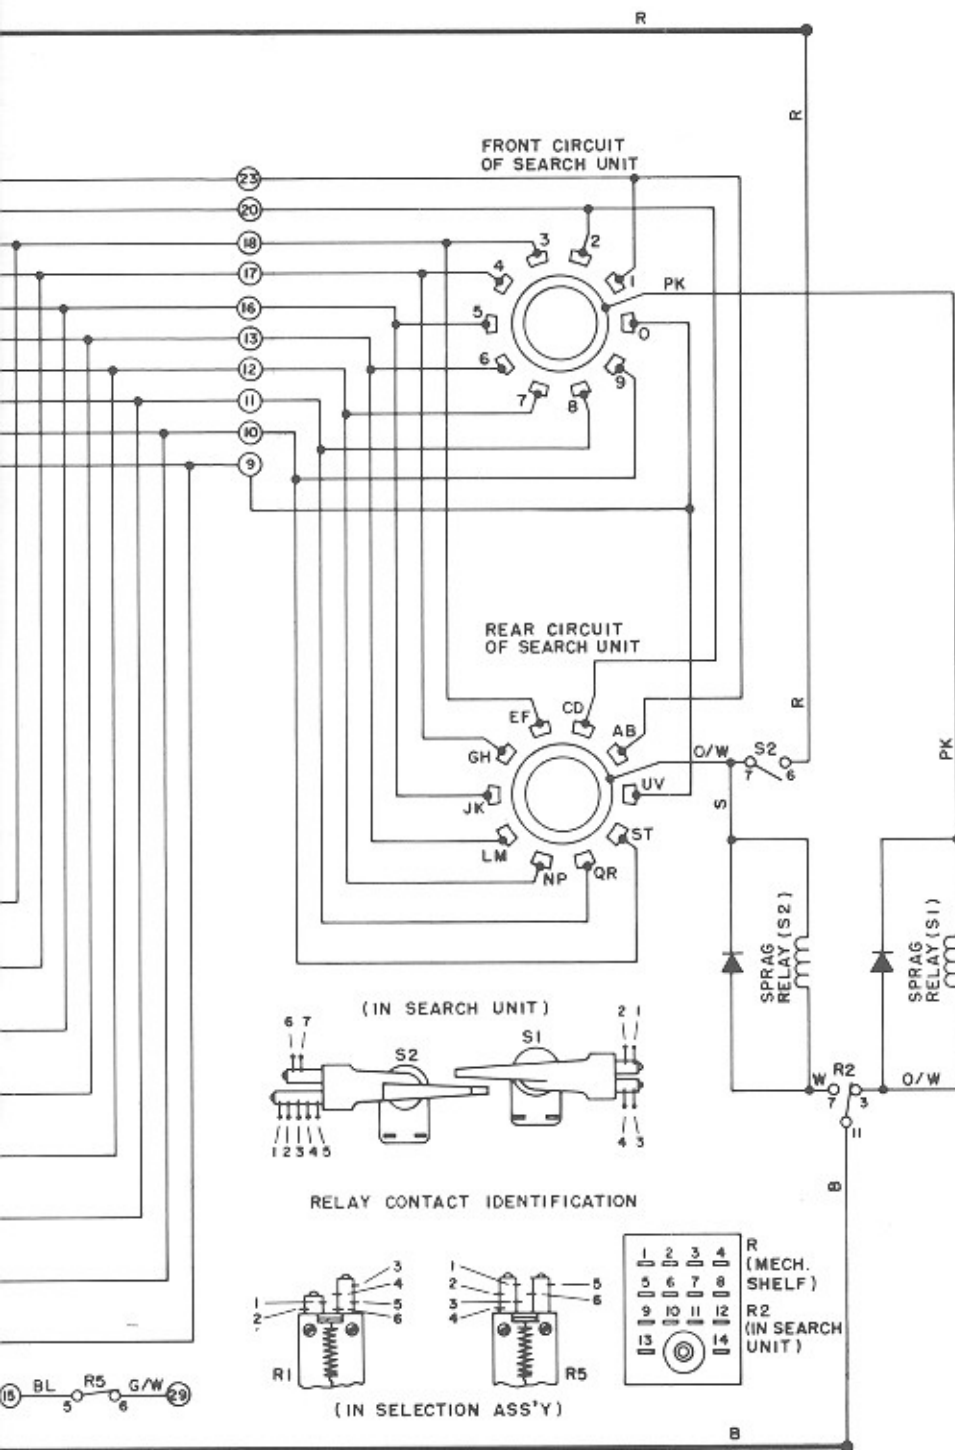 R
R
FRONT CIRCUIT
OF SEARCH UNIT
23
20
18
17
16
13
12
11
10
9
3
2
4
1
PK
5
0
6
9
7
8
REAR CIRCUIT
OF SEARCH UNIT
R
EF
CD
AB
GH
O/W
S2
7
6
PK
UV
S
JK
ST
LM
NP
QR
SPRAG
RELAY (S2)
SPRAG
RELAY (S1)
(IN SEARCH UNIT)
6 7
S2
S1
2 1
1 2 3 4 5
4 3
W
R2
7
3
O/W
11
B
RELAY CONTACT IDENTIFICATION
3
4
1
5
2
6
R1
1
2
3
4
5
6
R5
1 2 3 4
5 6 7 8
9 10 11 12
13 14
R
(MECH.
SHELF)
R2
(IN SEARCH
UNIT)
15 BL R5 G/W 29
5 6
(IN SELECTION ASS'Y)
B